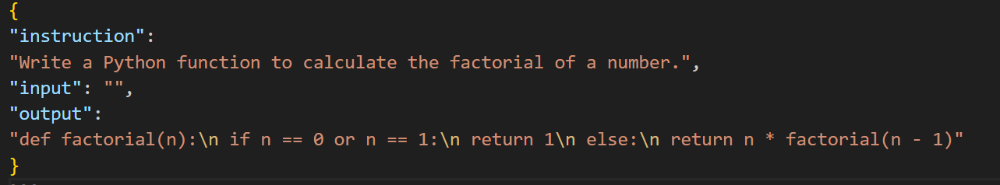 {
"instruction":
"Write a Python function to calculate the factorial of a number.",
"input": "",
"output":
"def factorial(n):\n if n == 0 or n == 1:\n return 1\n else:\n return n * factorial(n - 1)"
}